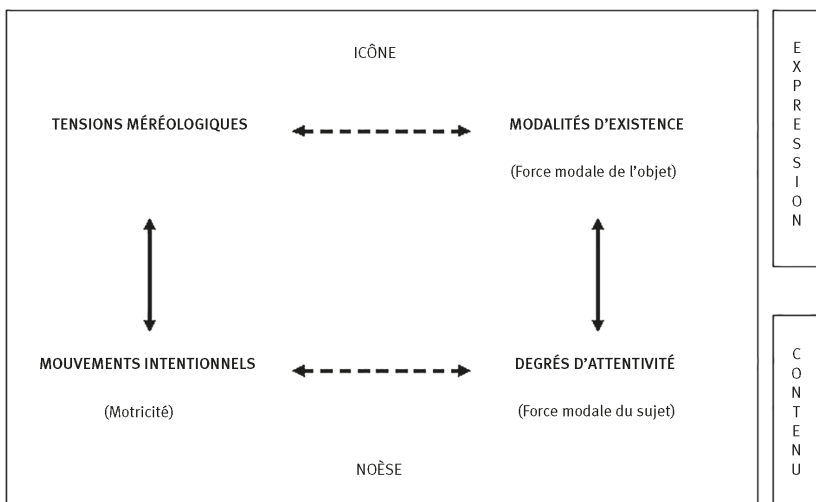 ICÔNE
TENSIONS MÉRÉOLOGIQUES
MODALITÉS D'EXISTENCE
(Force modale de l'objet)
MOUVEMENTS INTENTIONNELS
DEGRÉS D'ATTENTIVITÉ
(Motricité)
(Force modale du sujet)
NOÈSE
EXPRESSION
CONTENU